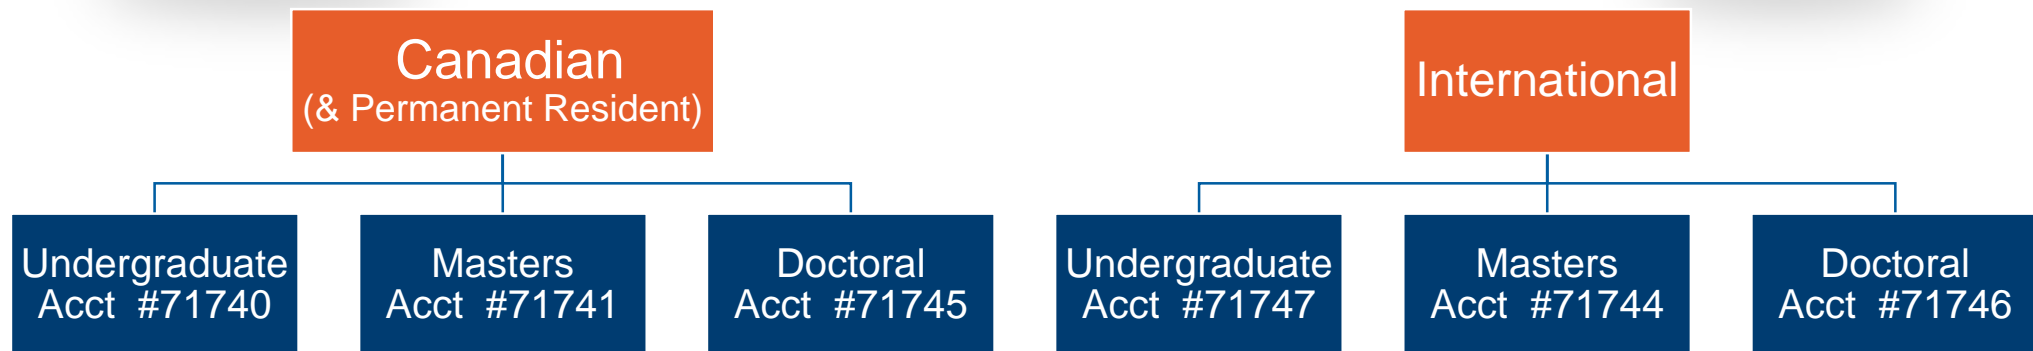 Canadian
(& Permanent Resident)
International
Undergraduate
Acct #71740
Masters
Acct #71741
Doctoral
Acct #71745
Undergraduate
Acct #71747
Masters
Acct #71744
Doctoral
Acct #71746